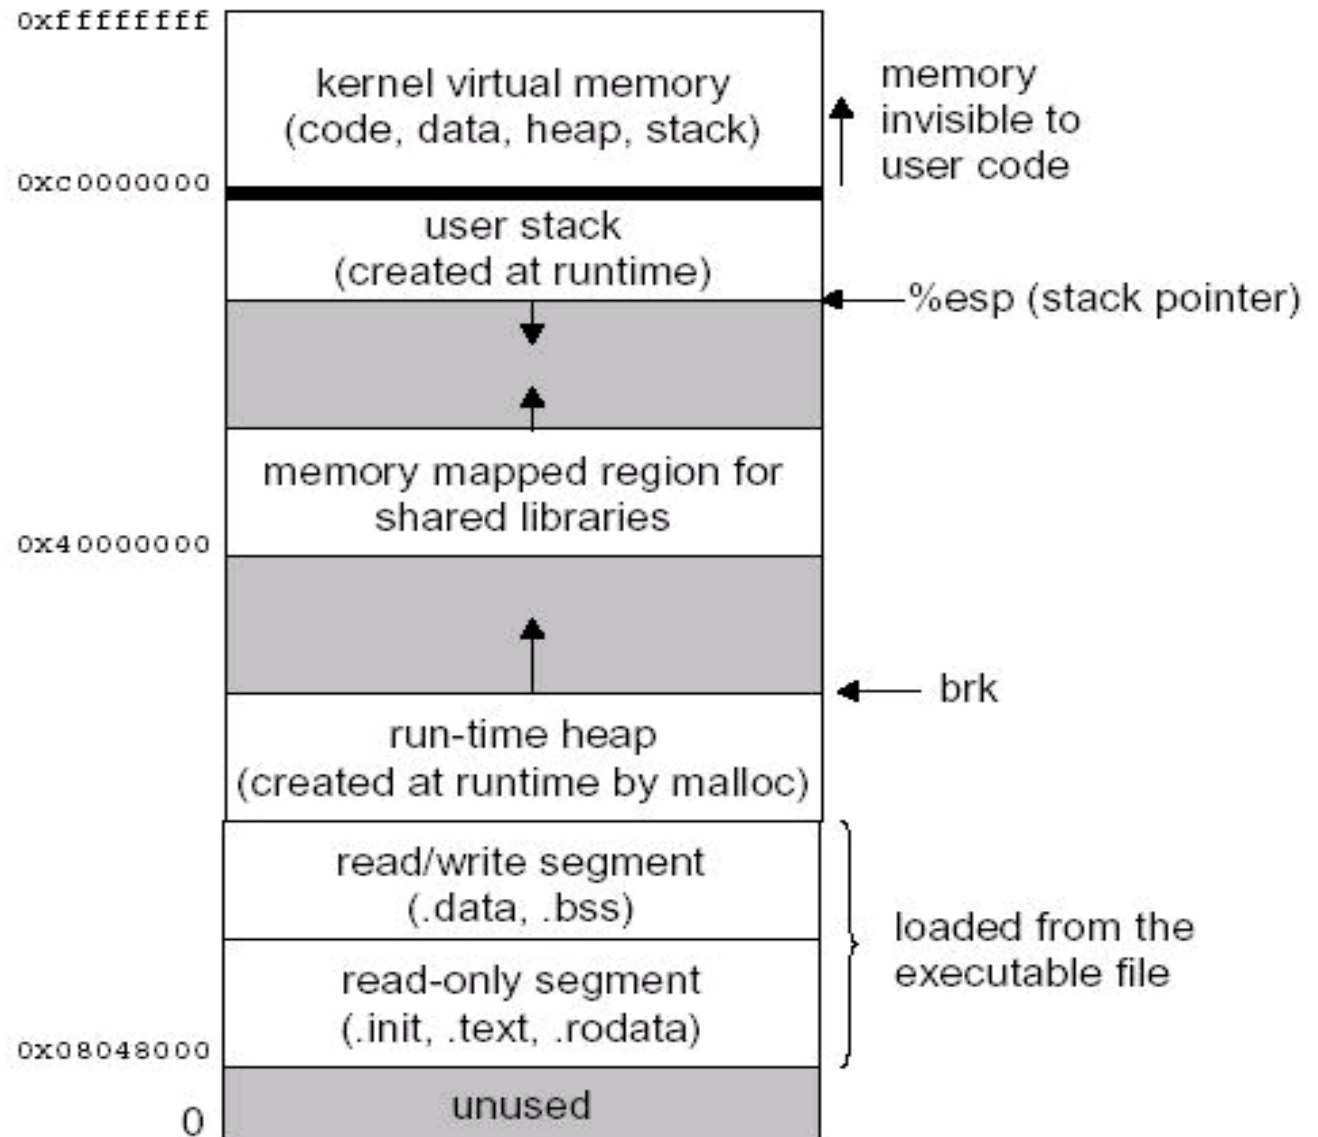 0xffffffff
kernel virtual memory
(code, data, heap, stack)
memory
invisible to
user code
0xc0000000
user stack
(created at runtime)
%esp (stack pointer)
memory mapped region for
shared libraries
0x40000000
brk
run-time heap
(created at runtime by malloc)
read/write segment
(.data, .bss)
loaded from the
executable file
read-only segment
(.init, .text, .rodata)
0x08048000
unused
0